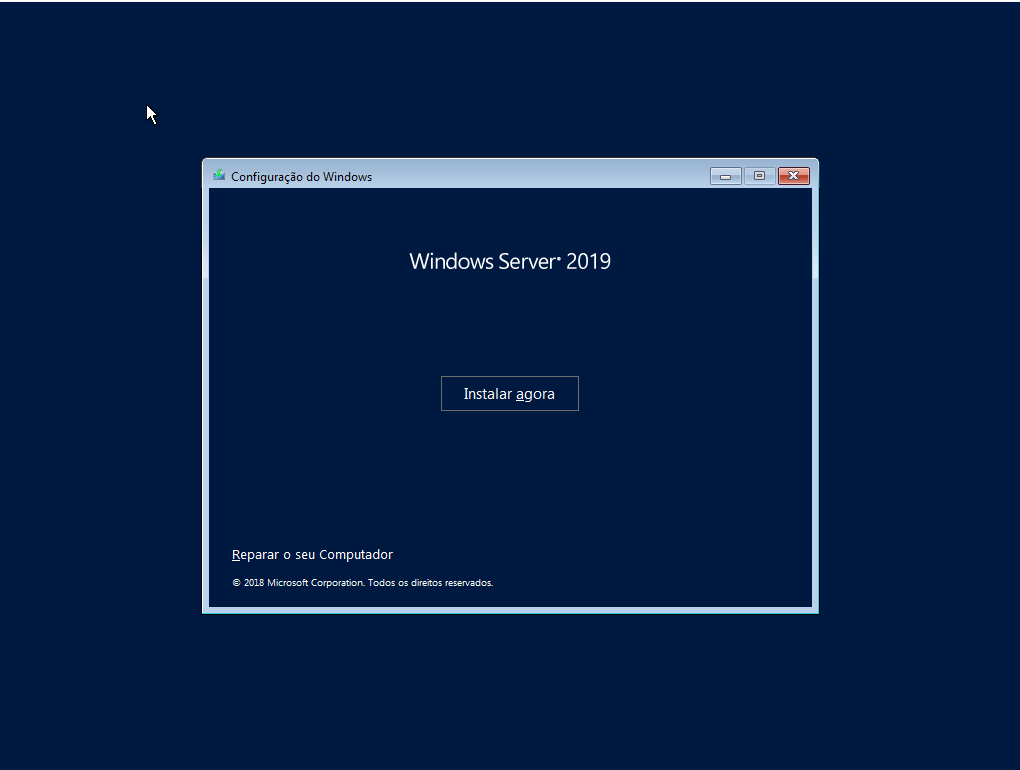 Configuração do Windows
Windows Server® 2019
Instalar agora
Reparar o seu Computador
© 2018 Microsoft Corporation. Todos os direitos reservados.